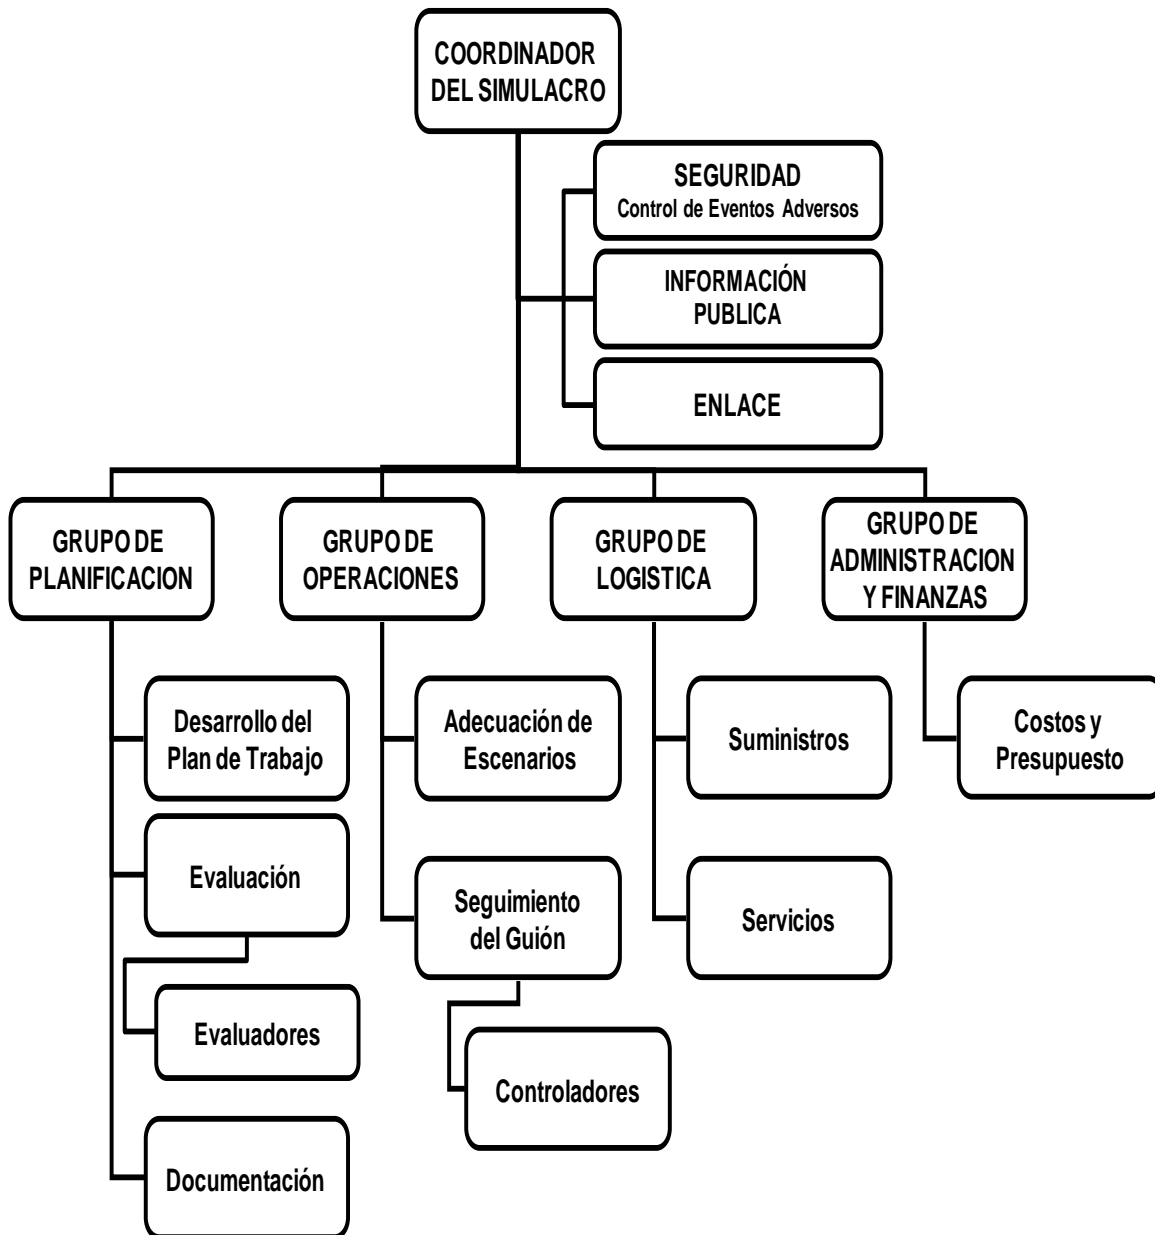 COORDINADOR
DEL SIMULACRO
SEGURIDAD
Control de Eventos Adversos
INFORMACIÓN
PUBLICA
ENLACE
GRUPO DE
PLANIFICACION
GRUPO DE
OPERACIONES
GRUPO DE
LOGISTICA
GRUPO DE
ADMINISTRACION
Y FINANZAS
Desarrollo del
Plan de Trabajo
Adecuación de
Escenarios
Suministros
Costos y
Presupuesto
Evaluación
Seguimiento
del Guión
Servicios
Evaluadores
Controladores
Documentación